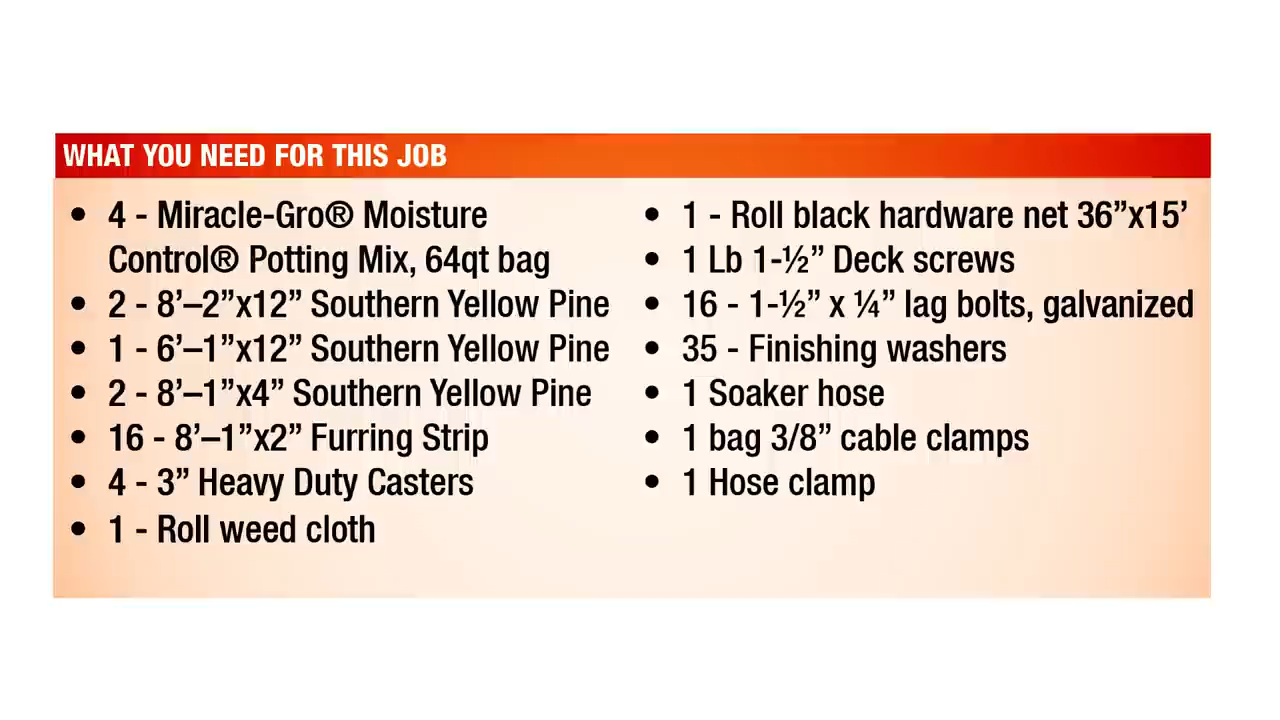 WHAT YOU NEED FOR THIS JOB
• 4 - Miracle-Gro® Moisture
Control® Potting Mix, 64qt bag
• 2 - 8’–2”x12” Southern Yellow Pine
• 1 - 6’–1”x12” Southern Yellow Pine
• 2 - 8’–1”x4” Southern Yellow Pine
• 16 - 8’–1”x2” Furring Strip
• 4 - 3” Heavy Duty Casters
• 1 - Roll weed cloth
• 1 - Roll black hardware net 36”x15’
• 1 Lb 1-½” Deck screws
• 16 - 1-½” x ¼” lag bolts, galvanized
• 35 - Finishing washers
• 1 Soaker hose
• 1 bag 3/8” cable clamps
• 1 Hose clamp